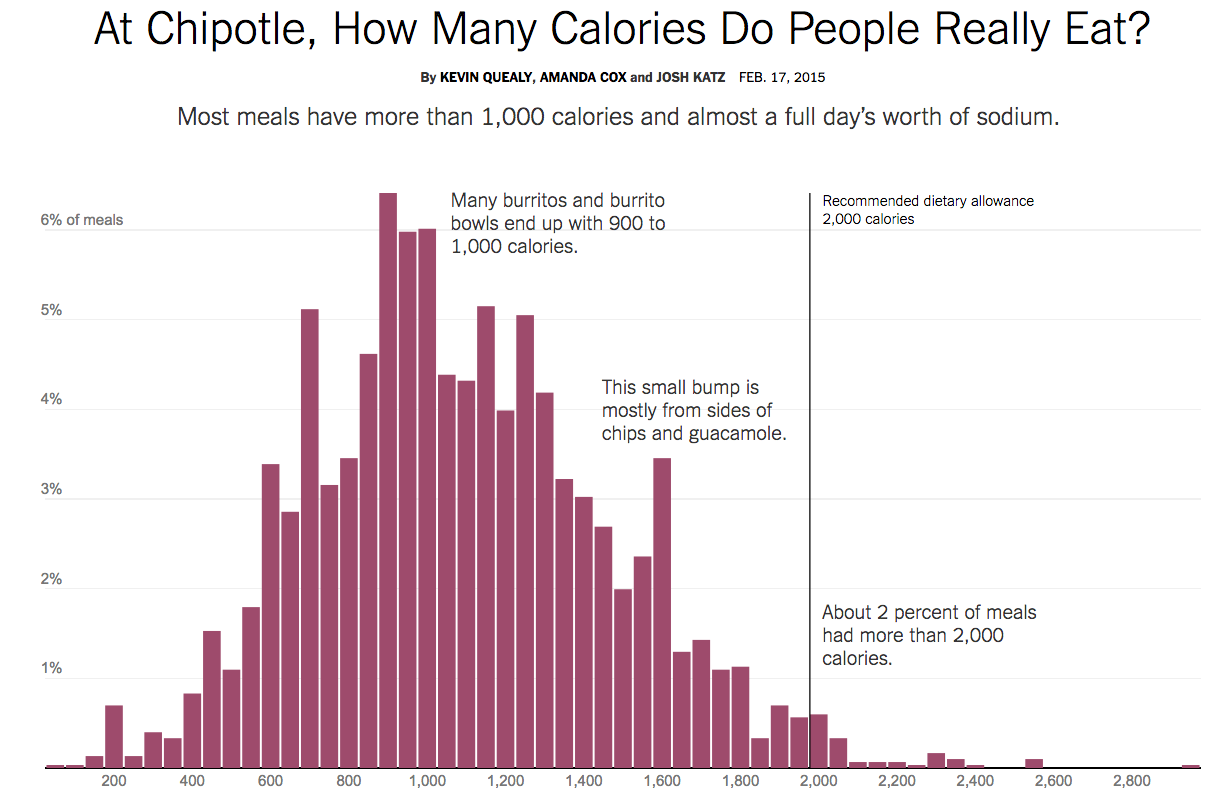 At Chipotle, How Many Calories Do People Really Eat?
By KEVIN QUEALY, AMANDA COX and JOSH KATZ FEB. 17, 2015
Most meals have more than 1,000 calories and almost a full day’s worth of sodium.
Many burritos and burrito
bowls end up with 900 to
1,000 calories.
Recommended dietary allowance
2,000 calories
6% of meals
5%
This small bump is
mostly from sides of
chips and guacamole.
4%
3%
2%
About 2 percent of meals
had more than 2,000
calories.
1%
200 400 600 800 1,000 1,200 1,400 1,600 1,800 2,000 2,200 2,400 2,600 2,800